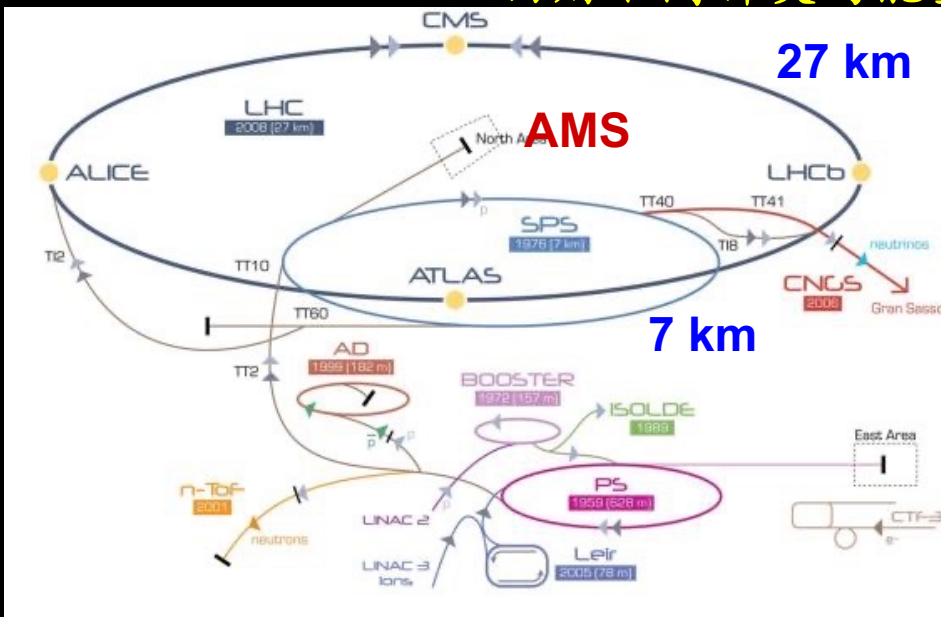 CMS
27 km
LHC
2008 (27 km)
North Area
AMS
ALICE
LHCb
TT40
TT41
p
SPS
1976 (7 km)
TI8
neutrinos
TI2
TT10
ATLAS
CNGS
2006
Gran Sasso
TT60
7 km
AD
1999 (182 m)
TT2
BOOSTER
1972 (157 m)
ISOLDE
1989
p̅
p
East Area
n-ToF
2001
PS
1959 (628 m)
p
LINAC 2
CTF-3
neutrons
e-
Leir
2005 (78 m)
LINAC 3
Ions